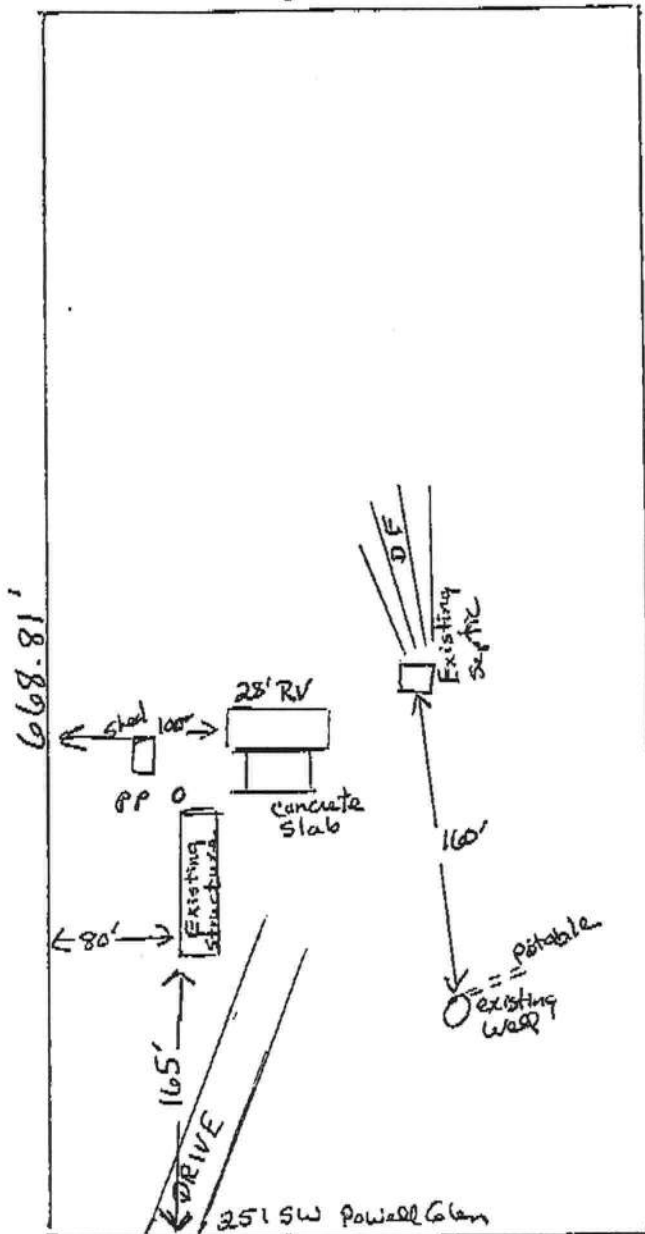 668.81'
DF
Existing
Septic
28' RV
Shed
100'
PP
Concrete
Slab
Existing
Structure
160'
80'
Potable
existing
well
165'
DRIVE
251 SW Powell